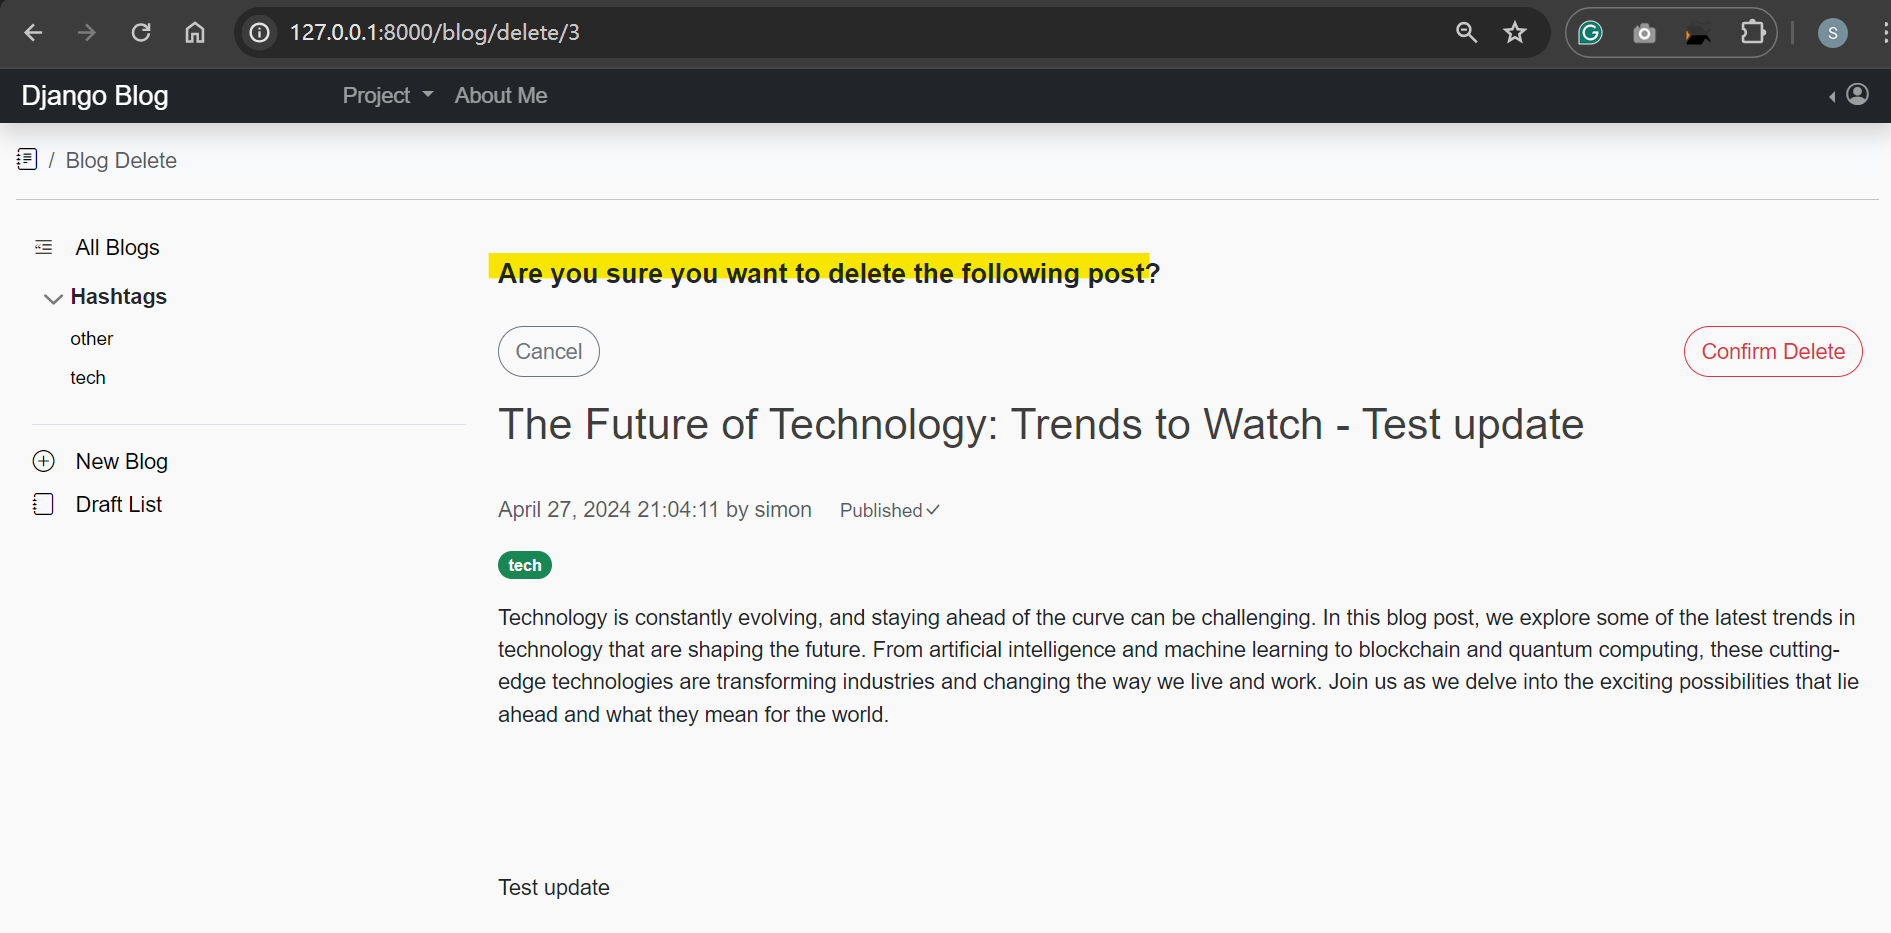 127.0.0.1:8000/blog/delete/3
S
Django Blog
Project
About Me
/ Blog Delete
All Blogs
Hashtags
other
tech
New Blog
Draft List
Are you sure you want to delete the following post?
Cancel
Confirm Delete
The Future of Technology: Trends to Watch - Test update
April 27, 2024 21:04:11 by simon
Published
tech
Technology is constantly evolving, and staying ahead of the curve can be challenging. In this blog post, we explore some of the latest trends in
technology that are shaping the future. From artificial intelligence and machine learning to blockchain and quantum computing, these cutting-
edge technologies are transforming industries and changing the way we live and work. Join us as we delve into the exciting possibilities that lie
ahead and what they mean for the world.
Test update